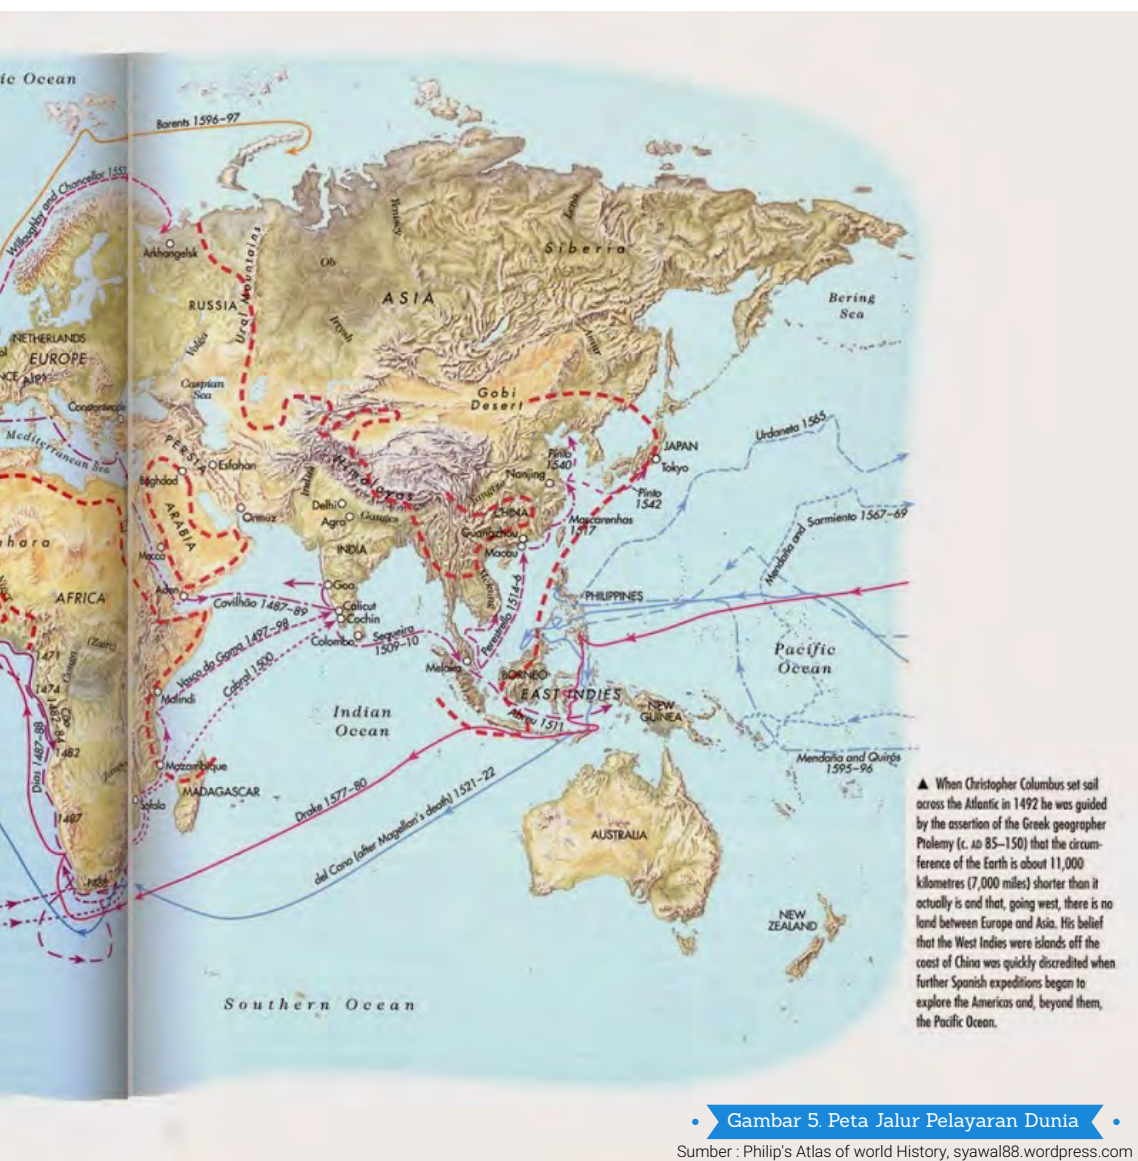 ic Ocean
Barents 1596–97
Willoughby and Chancellor 1553
Arkhangelsk
Yenisey
Lena
Siberia
Ob
ASIA
Ural Mountains
RUSSIA
Irtysh
Amur
Bering
Sea
NETHERLANDS
EUROPE
NCE
Alps
Volga
Caspian
Sea
Gobi
Desert
Constantinople
Mediterranean Sea
PERSIA
Esfahan
Baghdad
ARABIA
Ormuz
Mecca
Aden
Indus
Himalayas
Delhi
Agra
Ganges
INDIA
Goa
Calicut
Cochin
Colombo
Nanjing
Yangtze
CHINA
Guangzhou
Macau
Mekong
Pinto
1540
JAPAN
Tokyo
Pinto
1542
Mascarenhas
1517
Urdaneta 1565
Mendaña and Sarmiento 1567–69
PHILIPPINES
Perestrello 1514–6
Sequeira
1509–10
Melaka
BORNEO
EAST INDIES
Abreu 1511
NEW
GUINEA
Pacific
Ocean
hara
AFRICA
(Zaire)
Congo
1471
1474
Cão
1482–84
1482
Dias 1487–88
1487
Covilhão 1487–89
Vasco da Gama 1497–98
Cabral 1500
Malindi
Mozambique
MADAGASCAR
Sofala
Indian
Ocean
Drake 1577–80
del Cano (after Magellan's death) 1521–22
Mendaña and Quirós
1595–96
AUSTRALIA
NEW
ZEALAND
Southern Ocean
▲ When Christopher Columbus set sail
across the Atlantic in 1492 he was guided
by the assertion of the Greek geographer
Ptolemy (c. AD 85–150) that the circum-
ference of the Earth is about 11,000
kilometres (7,000 miles) shorter than it
actually is and that, going west, there is no
land between Europe and Asia. His belief
that the West Indies were islands off the
coast of China was quickly discredited when
further Spanish expeditions began to
explore the Americas and, beyond them,
the Pacific Ocean.
Gambar 5. Peta Jalur Pelayaran Dunia
Sumber : Philip's Atlas of world History, syawal88.wordpress.com